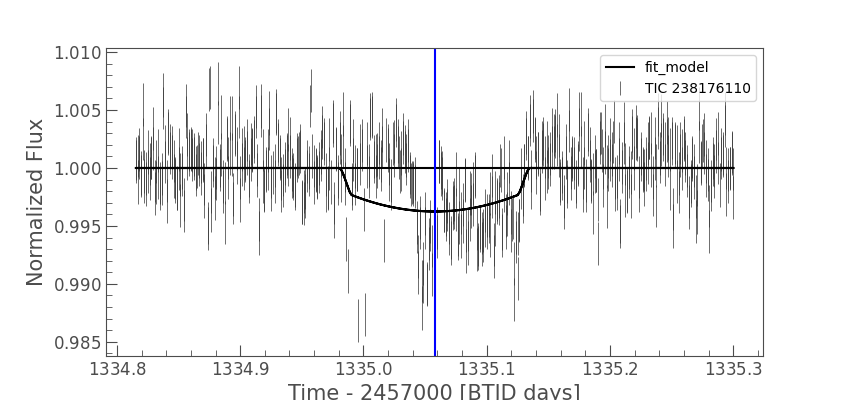 1.010
1.005
1.000
0.995
0.990
0.985
Normalized Flux
fit_model
TIC 238176110
1334.8 1334.9 1335.0 1335.1 1335.2 1335.3
Time - 2457000 [BTJD days]